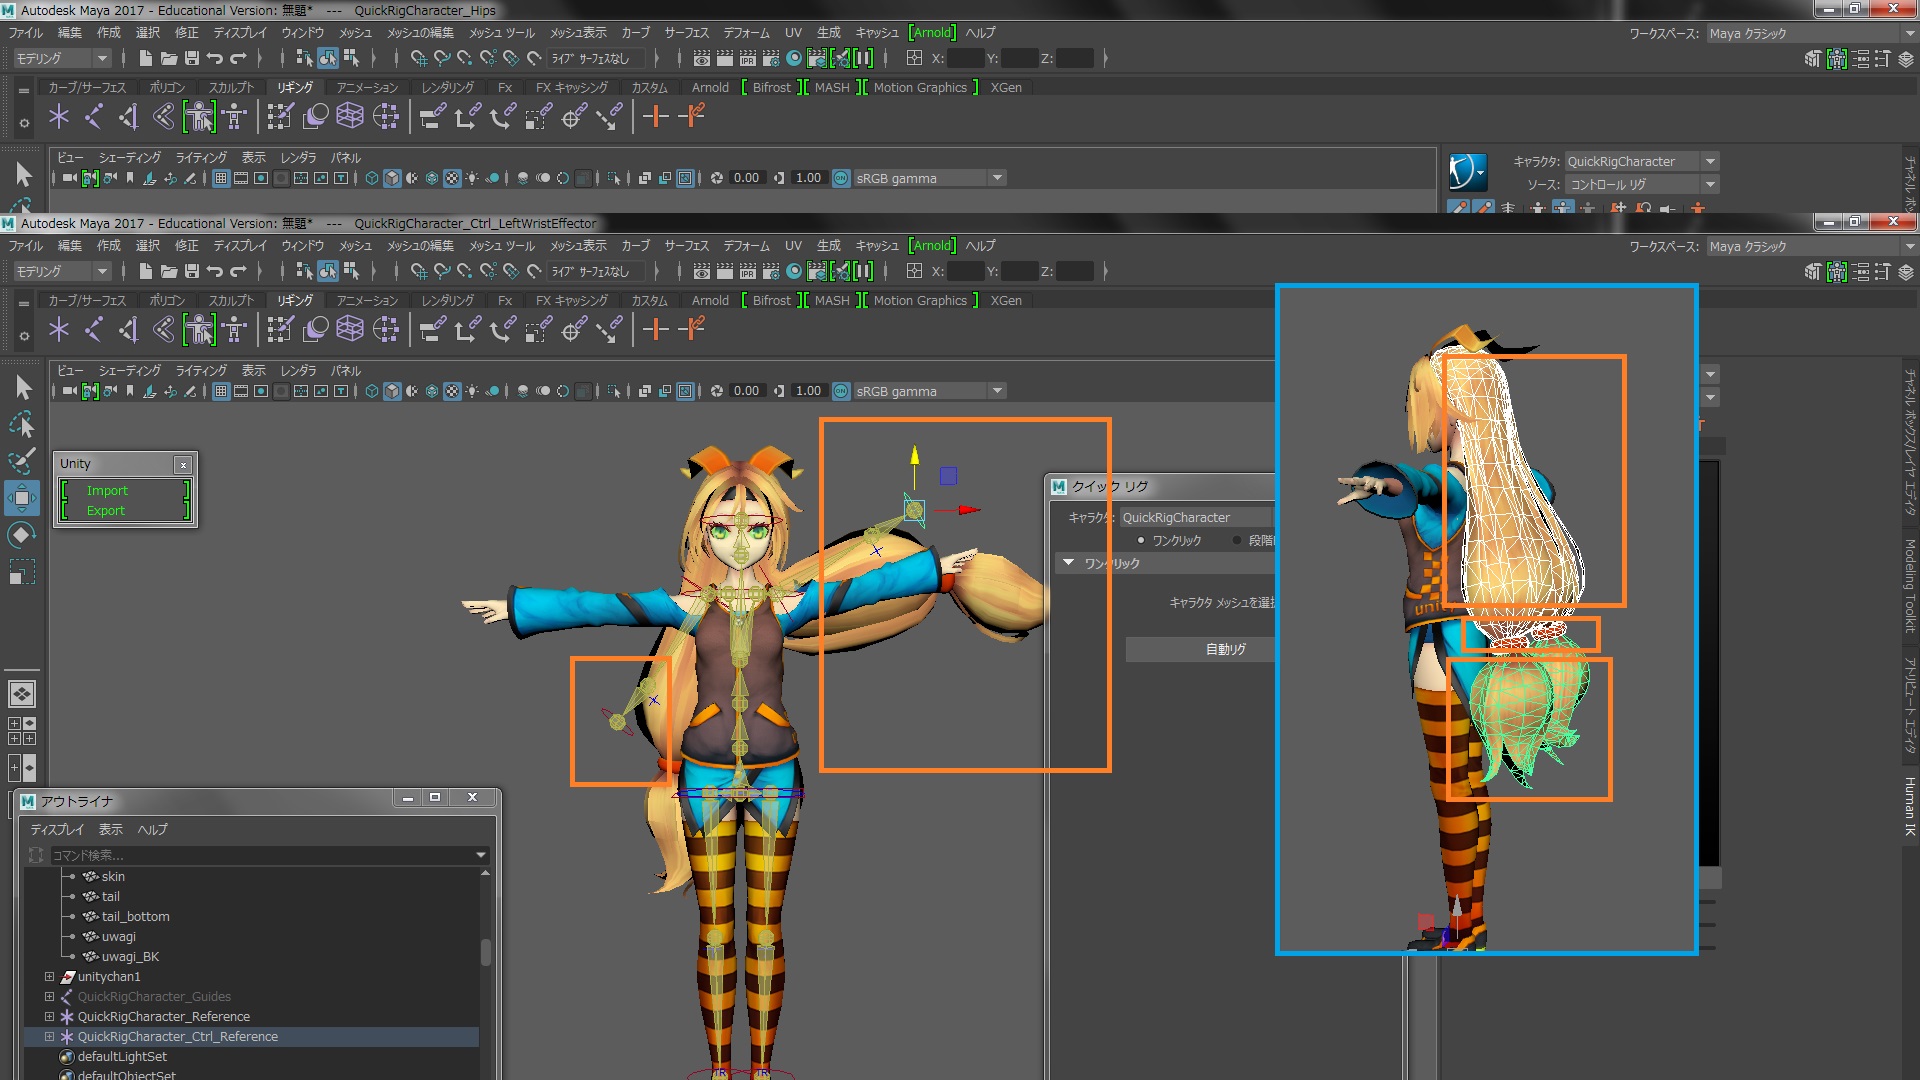 Autodesk Maya 2017 - Educational Version: 無題*   ---   QuickRigCharacter_Hips
ファイル 編集 作成 選択 修正 ディスプレイ ウィンドウ メッシュ メッシュの編集 メッシュ ツール メッシュ表示 カーブ サーフェス デフォーム UV 生成 キャッシュ [Arnold] ヘルプ
ワークスペース: Maya クラシック
モデリング ライブ サーフェスなし X: Y: Z:
カーブ/サーフェス ポリゴン スカルプト リギング アニメーション レンダリング Fx FX キャッシング カスタム Arnold [ Bifrost ][ MASH ][ Motion Graphics ] XGen
ビュー シェーディング ライティング 表示 レンダラ パネル
0.00 1.00 sRGB gamma
キャラクタ: QuickRigCharacter
ソース: コントロール リグ
Autodesk Maya 2017 - Educational Version: 無題*   ---   QuickRigCharacter_Ctrl_LeftWristEffector
ファイル 編集 作成 選択 修正 ディスプレイ ウィンドウ メッシュ メッシュの編集 メッシュ ツール メッシュ表示 カーブ サーフェス デフォーム UV 生成 キャッシュ [Arnold] ヘルプ
ワークスペース: Maya クラシック
モデリング ライブ サーフェスなし X: Y: Z:
カーブ/サーフェス ポリゴン スカルプト リギング アニメーション レンダリング Fx FX キャッシング カスタム Arnold [ Bifrost ][ MASH ][ Motion Graphics ] XGen
ビュー シェーディング ライティング 表示 レンダラ パネル
0.00 1.00 sRGB gamma
Unity
Import
Export
クイック リグ
キャラクタ: QuickRigCharacter
ワンクリック 段階
ワンクリック
キャラクタ メッシュを選択
自動リグ
チャネル ボックス/レイヤ エディタ
Modeling Toolkit
アトリビュート エディタ
Human IK
アウトライナ
ディスプレイ 表示 ヘルプ
コマンド検索...
skin
tail
tail_bottom
uwagi
uwagi_BK
unitychan1
QuickRigCharacter_Guides
QuickRigCharacter_Reference
QuickRigCharacter_Ctrl_Reference
defaultLightSet
defaultObjectSet